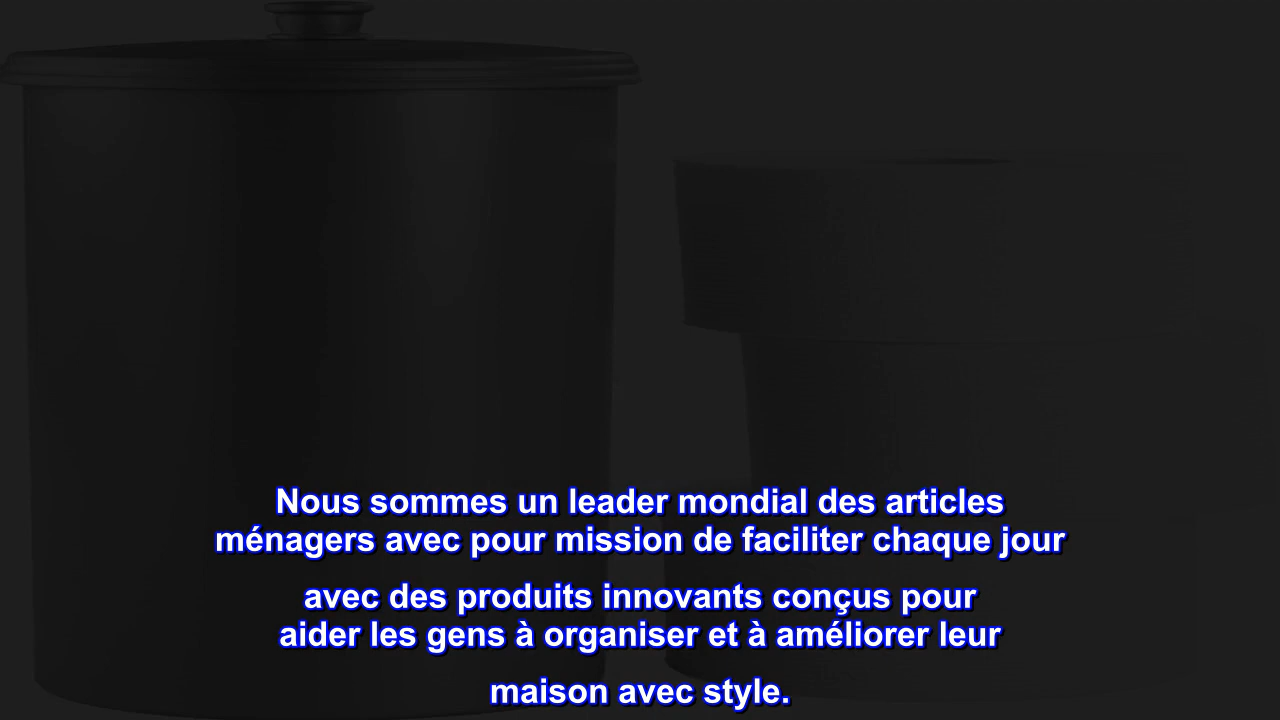 Nous sommes un leader mondial des articles
ménagers avec pour mission de faciliter chaque jour
avec des produits innovants conçus pour
aider les gens à organiser et à améliorer leur
maison avec style.